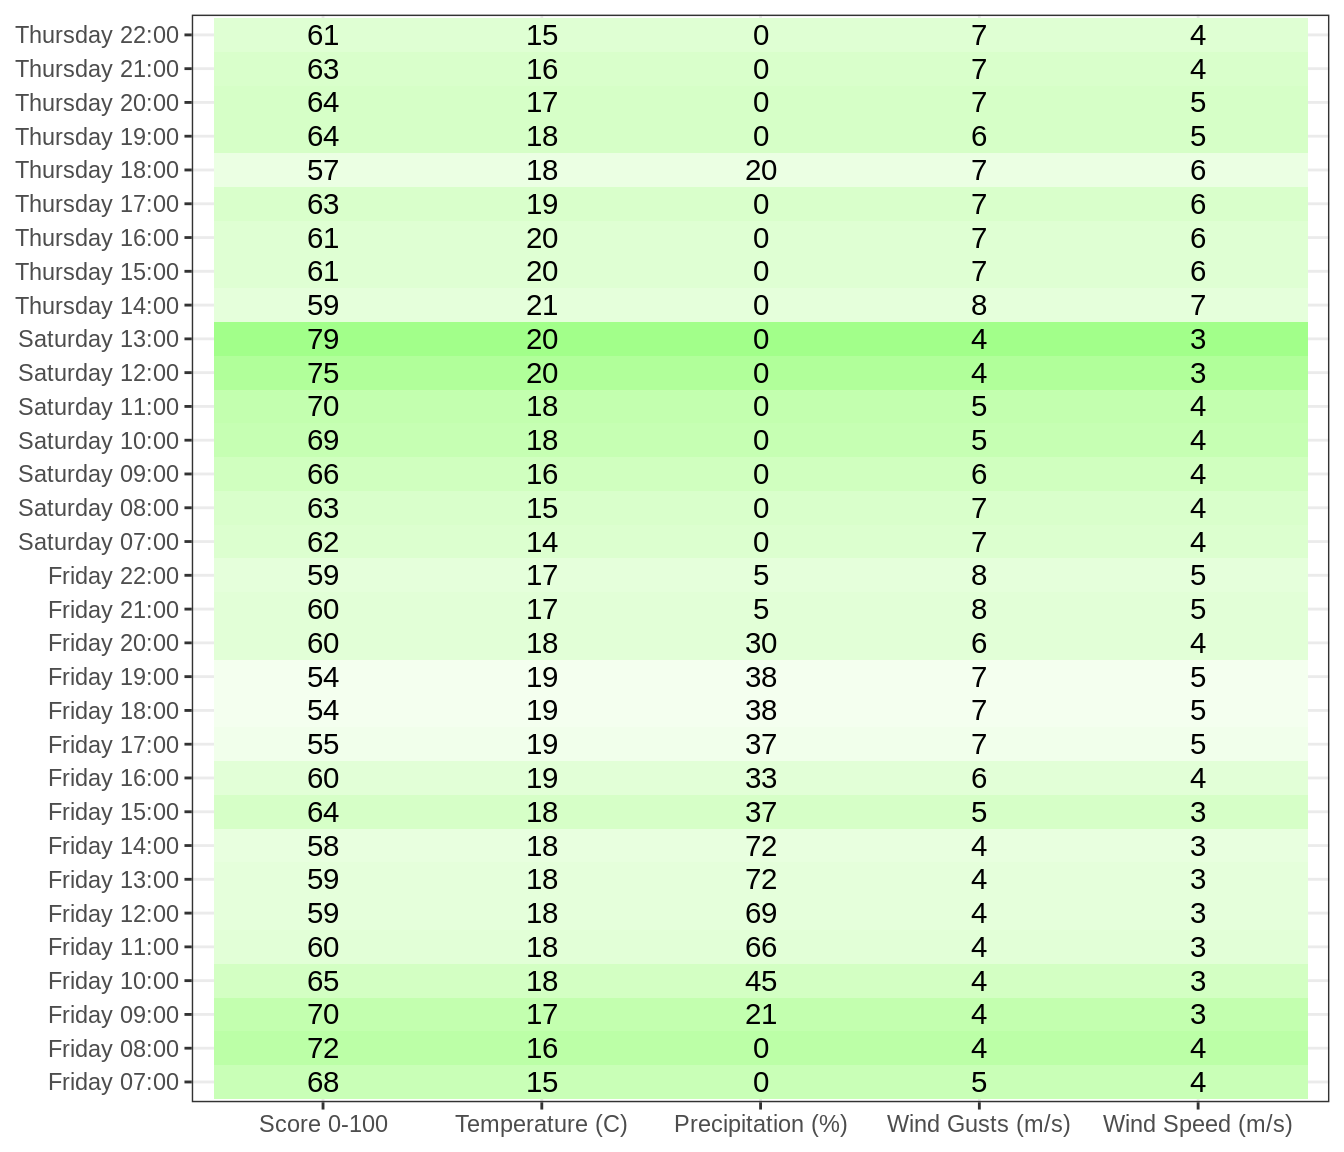 Thursday 22:00 61 15 0 7 4
Thursday 21:00 63 16 0 7 4
Thursday 20:00 64 17 0 7 5
Thursday 19:00 64 18 0 6 5
Thursday 18:00 57 18 20 7 6
Thursday 17:00 63 19 0 7 6
Thursday 16:00 61 20 0 7 6
Thursday 15:00 61 20 0 7 6
Thursday 14:00 59 21 0 8 7
Saturday 13:00 79 20 0 4 3
Saturday 12:00 75 20 0 4 3
Saturday 11:00 70 18 0 5 4
Saturday 10:00 69 18 0 5 4
Saturday 09:00 66 16 0 6 4
Saturday 08:00 63 15 0 7 4
Saturday 07:00 62 14 0 7 4
Friday 22:00 59 17 5 8 5
Friday 21:00 60 17 5 8 5
Friday 20:00 60 18 30 6 4
Friday 19:00 54 19 38 7 5
Friday 18:00 54 19 38 7 5
Friday 17:00 55 19 37 7 5
Friday 16:00 60 19 33 6 4
Friday 15:00 64 18 37 5 3
Friday 14:00 58 18 72 4 3
Friday 13:00 59 18 72 4 3
Friday 12:00 59 18 69 4 3
Friday 11:00 60 18 66 4 3
Friday 10:00 65 18 45 4 3
Friday 09:00 70 17 21 4 3
Friday 08:00 72 16 0 4 4
Friday 07:00 68 15 0 5 4
Score 0-100 Temperature (C) Precipitation (%) Wind Gusts (m/s) Wind Speed (m/s)